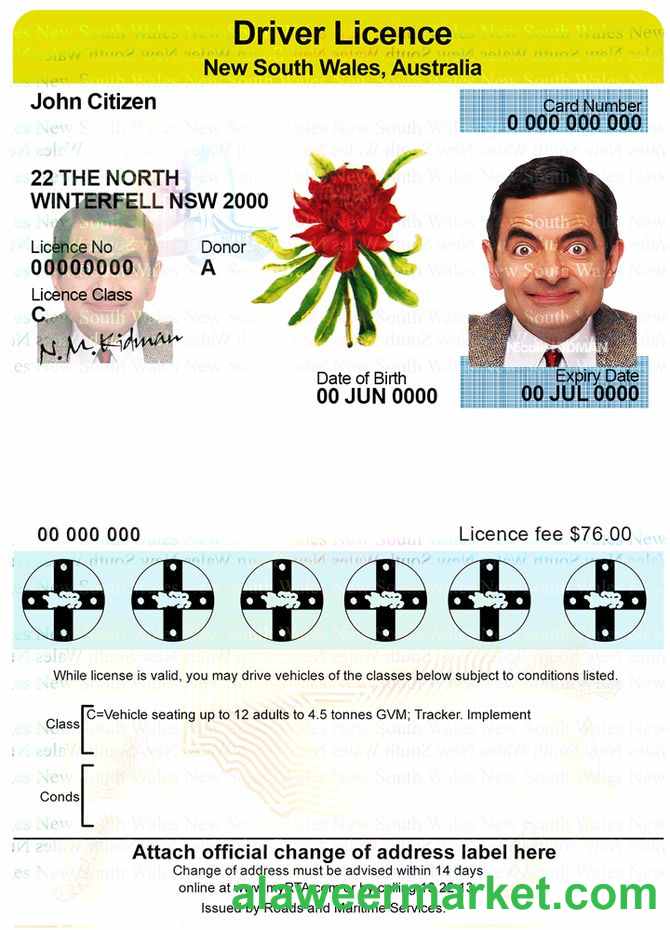 Driver Licence
New South Wales, Australia
John Citizen
Card Number
0 000 000 000
22 THE NORTH
WINTERFELL NSW 2000
Licence No
00000000
Donor
A
Licence Class
C
N.M.Kidman
KIDMAN
Date of Birth
00 JUN 0000
Expiry Date
00 JUL 0000
00 000 000
Licence fee $76.00
While license is valid, you may drive vehicles of the classes below subject to conditions listed.
Class
C=Vehicle seating up to 12 adults to 4.5 tonnes GVM; Tracker. Implement
Conds
Attach official change of address label here
Change of address must be advised within 14 days
online at or by calling
Issued by Roads and Maritime Services.
alaweermarket.com